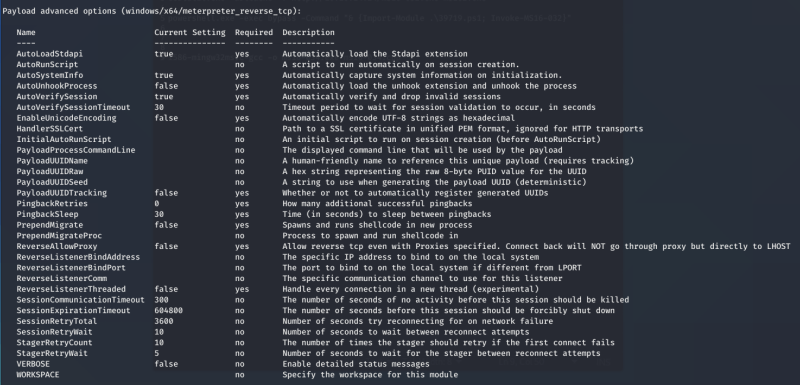 Payload advanced options (windows/x64/meterpreter_reverse_tcp):
Name Current Setting Required Description
---- --------------- -------- -----------
AutoLoadStdapi true yes Automatically load the Stdapi extension
AutoRunScript no A script to run automatically on session creation.
AutoSystemInfo true yes Automatically capture system information on initialization.
AutoUnhookProcess false yes Automatically load the unhook extension and unhook the process
AutoVerifySession true yes Automatically verify and drop invalid sessions
AutoVerifySessionTimeout 30 no Timeout period to wait for session validation to occur, in seconds
EnableUnicodeEncoding false yes Automatically encode UTF-8 strings as hexadecimal
HandlerSSLCert no Path to a SSL certificate in unified PEM format, ignored for HTTP transports
InitialAutoRunScript no An initial script to run on session creation (before AutoRunScript)
PayloadProcessCommandLine no The displayed command line that will be used by the payload
PayloadUUIDName no A human-friendly name to reference this unique payload (requires tracking)
PayloadUUIDRaw no A hex string representing the raw 8-byte PUID value for the UUID
PayloadUUIDSeed no A string to use when generating the payload UUID (deterministic)
PayloadUUIDTracking false yes Whether or not to automatically register generated UUIDs
PingbackRetries 0 yes How many additional successful pingbacks
PingbackSleep 30 yes Time (in seconds) to sleep between pingbacks
PrependMigrate false yes Spawns and runs shellcode in new process
PrependMigrateProc no Process to spawn and run shellcode in
ReverseAllowProxy false yes Allow reverse tcp even with Proxies specified. Connect back will NOT go through proxy but directly to LHOST
ReverseListenerBindAddress no The specific IP address to bind to on the local system
ReverseListenerBindPort no The port to bind to on the local system if different from LPORT
ReverseListenerComm no The specific communication channel to use for this listener
ReverseListenerThreaded false yes Handle every connection in a new thread (experimental)
SessionCommunicationTimeout 300 no The number of seconds of no activity before this session should be killed
SessionExpirationTimeout 604800 no The number of seconds before this session should be forcibly shut down
SessionRetryTotal 3600 no Number of seconds try reconnecting for on network failure
SessionRetryWait 10 no Number of seconds to wait between reconnect attempts
StagerRetryCount 10 no The number of times the stager should retry if the first connect fails
StagerRetryWait 5 no Number of seconds to wait for the stager between reconnect attempts
VERBOSE false no Enable detailed status messages
WORKSPACE no Specify the workspace for this module